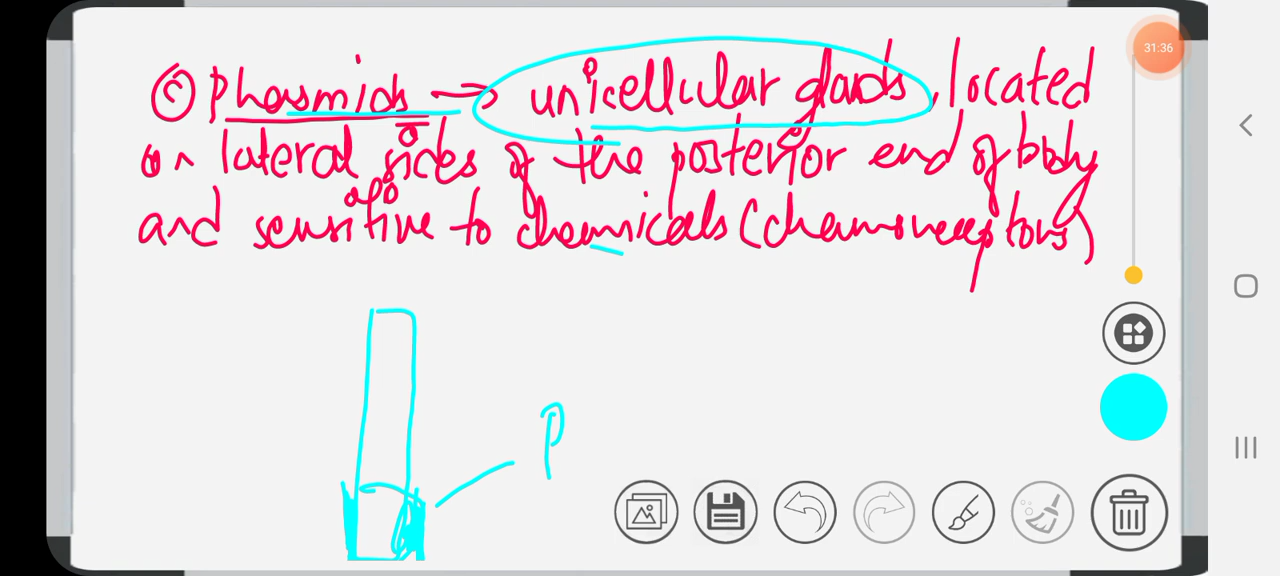 31:36
© Phasmids → unicellular glands, located
on lateral sides of the posterior end of body
and sensitive to chemicals (chemoreceptors)
P